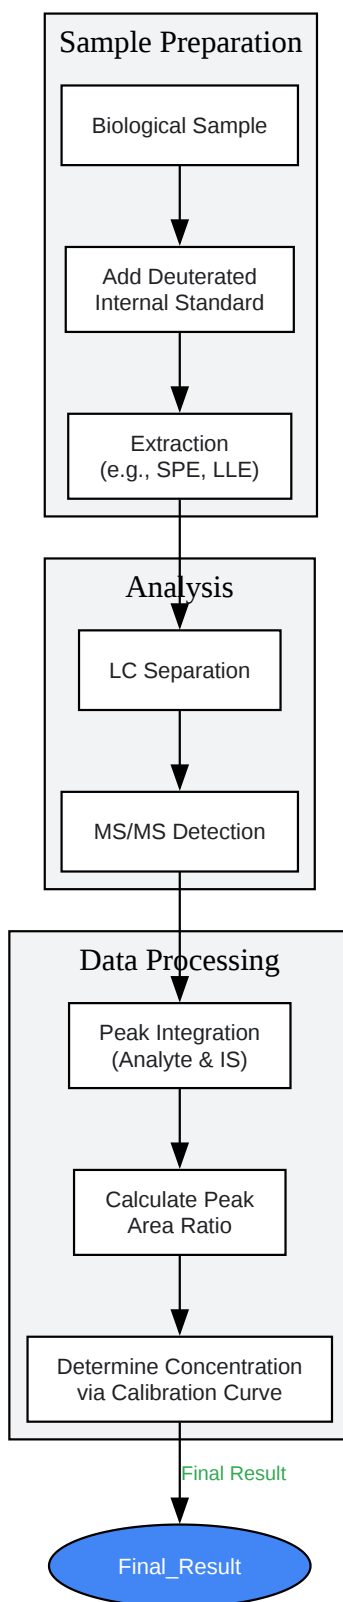 Sample Preparation
Biological Sample
Add Deuterated
Internal Standard
Extraction
(e.g., SPE, LLE)
Analysis
LC Separation
MS/MS Detection
Data Processing
Peak Integration
(Analyte & IS)
Calculate Peak
Area Ratio
Determine Concentration
via Calibration Curve
Final Result
Final_Result